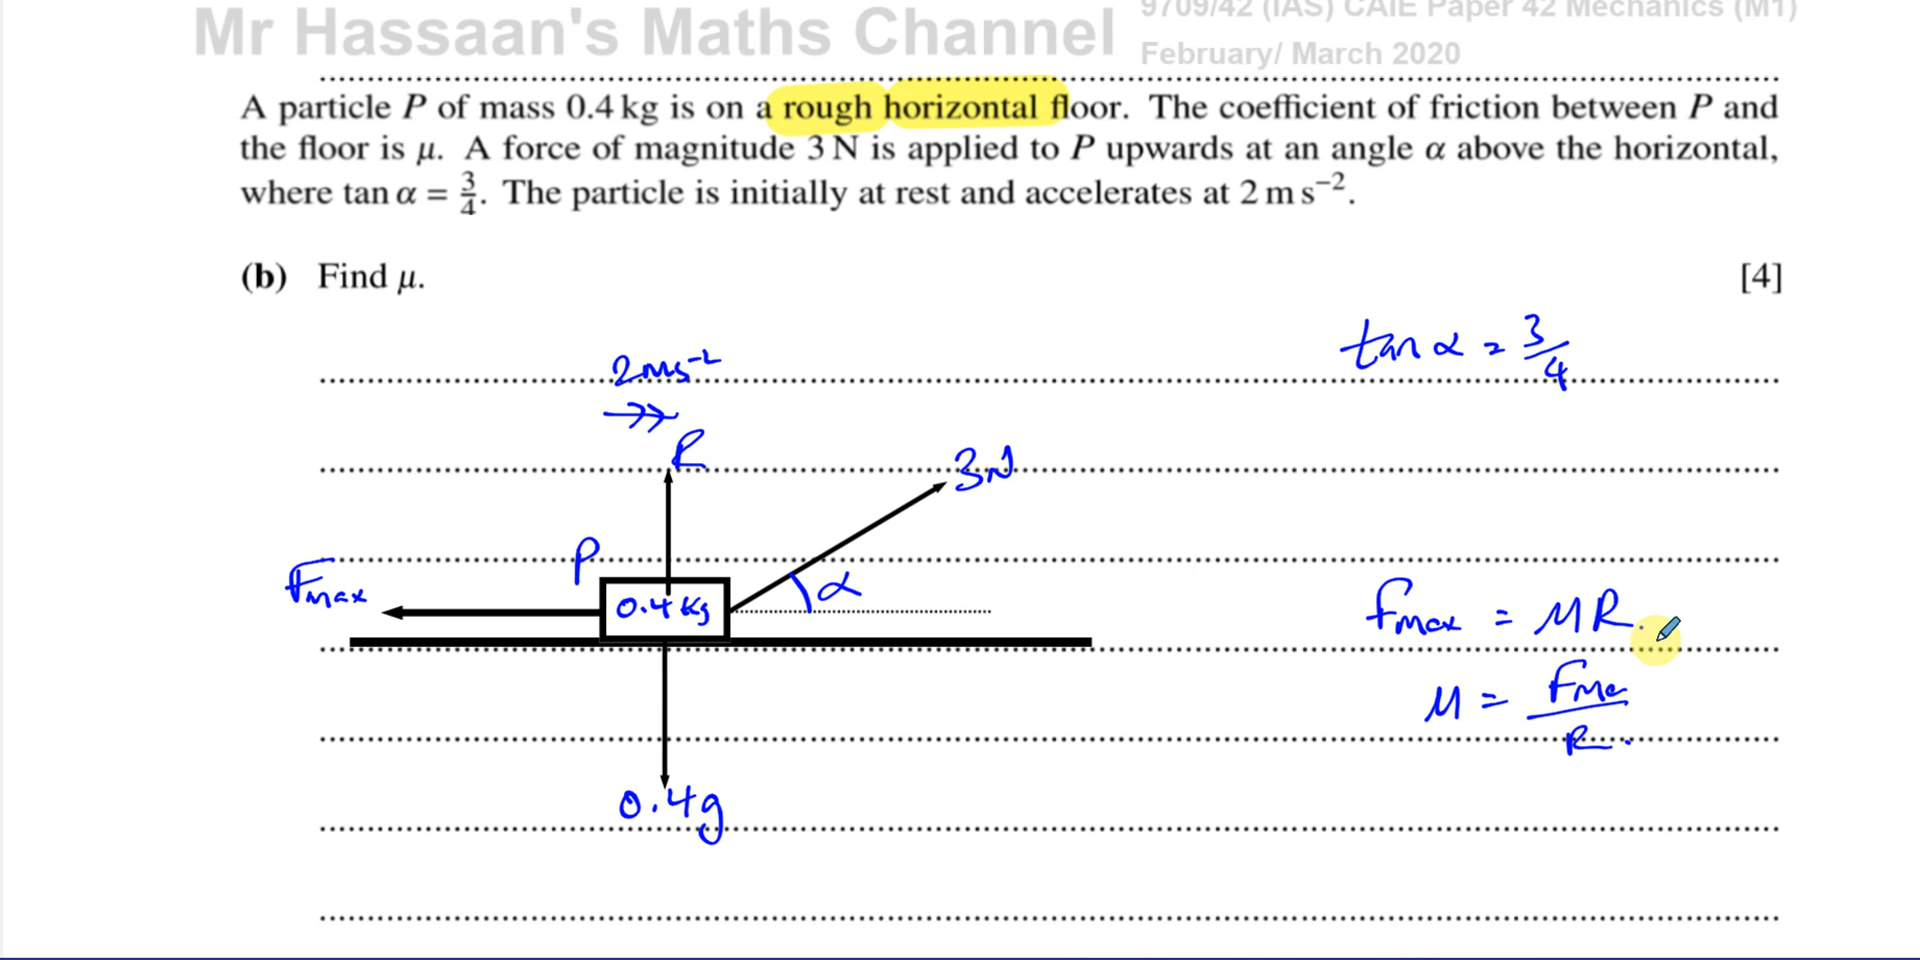 Mr Hassaan's Maths Channel
9709/42 (IAS) CAIE Paper 42 Mechanics (M1)
February/ March 2020
A particle P of mass 0.4 kg is on a rough horizontal floor. The coefficient of friction between P and
the floor is μ. A force of magnitude 3 N is applied to P upwards at an angle α above the horizontal,
where tan α = 3/4. The particle is initially at rest and accelerates at 2 m s⁻².
(b) Find μ. [4]
tan α = 3/4
2ms⁻²
R
3N
P
Fmax
0.4 kg
α
Fmax = μR.
μ = Fma
R.
0.4g